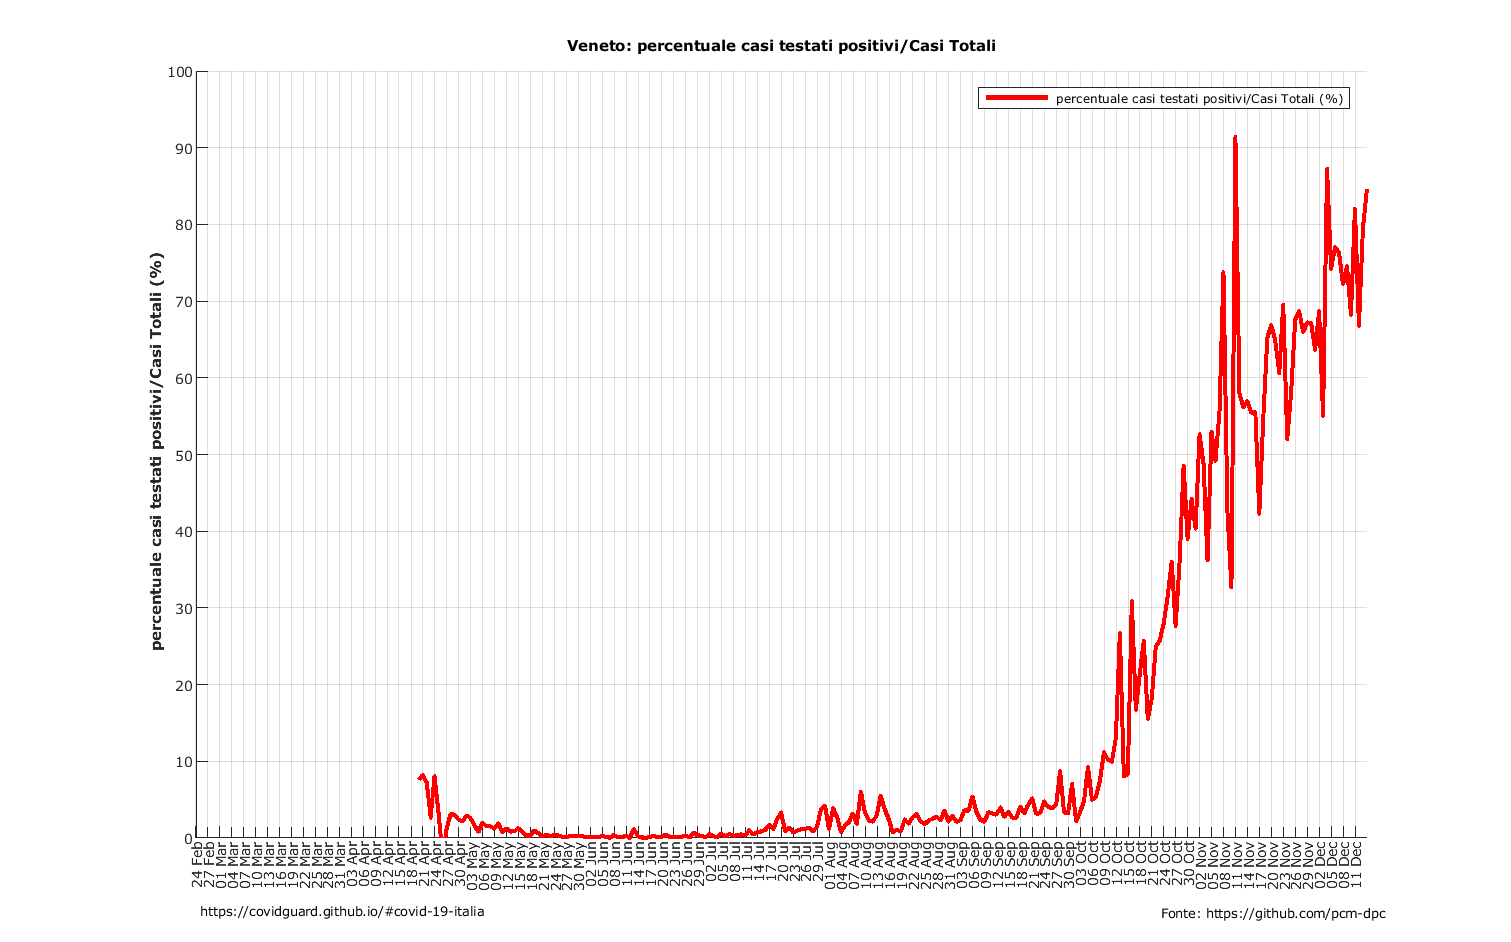 Veneto: percentuale casi testati positivi/Casi Totali
percentuale casi testati positivi/Casi Totali (%)
percentuale casi testati positivi/Casi Totali (%)
100
90
80
70
60
50
40
30
20
10
0
24 Feb
27 Feb
01 Mar
04 Mar
07 Mar
10 Mar
13 Mar
16 Mar
19 Mar
22 Mar
25 Mar
28 Mar
31 Mar
03 Apr
06 Apr
09 Apr
12 Apr
15 Apr
18 Apr
21 Apr
24 Apr
27 Apr
30 Apr
03 May
06 May
09 May
12 May
15 May
18 May
21 May
24 May
27 May
30 May
02 Jun
05 Jun
08 Jun
11 Jun
14 Jun
17 Jun
20 Jun
23 Jun
26 Jun
29 Jun
02 Jul
05 Jul
08 Jul
11 Jul
14 Jul
17 Jul
20 Jul
23 Jul
26 Jul
29 Jul
01 Aug
04 Aug
07 Aug
10 Aug
13 Aug
16 Aug
19 Aug
22 Aug
25 Aug
28 Aug
31 Aug
03 Sep
06 Sep
09 Sep
12 Sep
15 Sep
18 Sep
21 Sep
24 Sep
27 Sep
30 Sep
03 Oct
06 Oct
09 Oct
12 Oct
15 Oct
18 Oct
21 Oct
24 Oct
27 Oct
30 Oct
02 Nov
05 Nov
08 Nov
11 Nov
14 Nov
17 Nov
20 Nov
23 Nov
26 Nov
29 Nov
02 Dec
05 Dec
08 Dec
11 Dec
https://covidguard.github.io/#covid-19-italia
Fonte: https://github.com/pcm-dpc